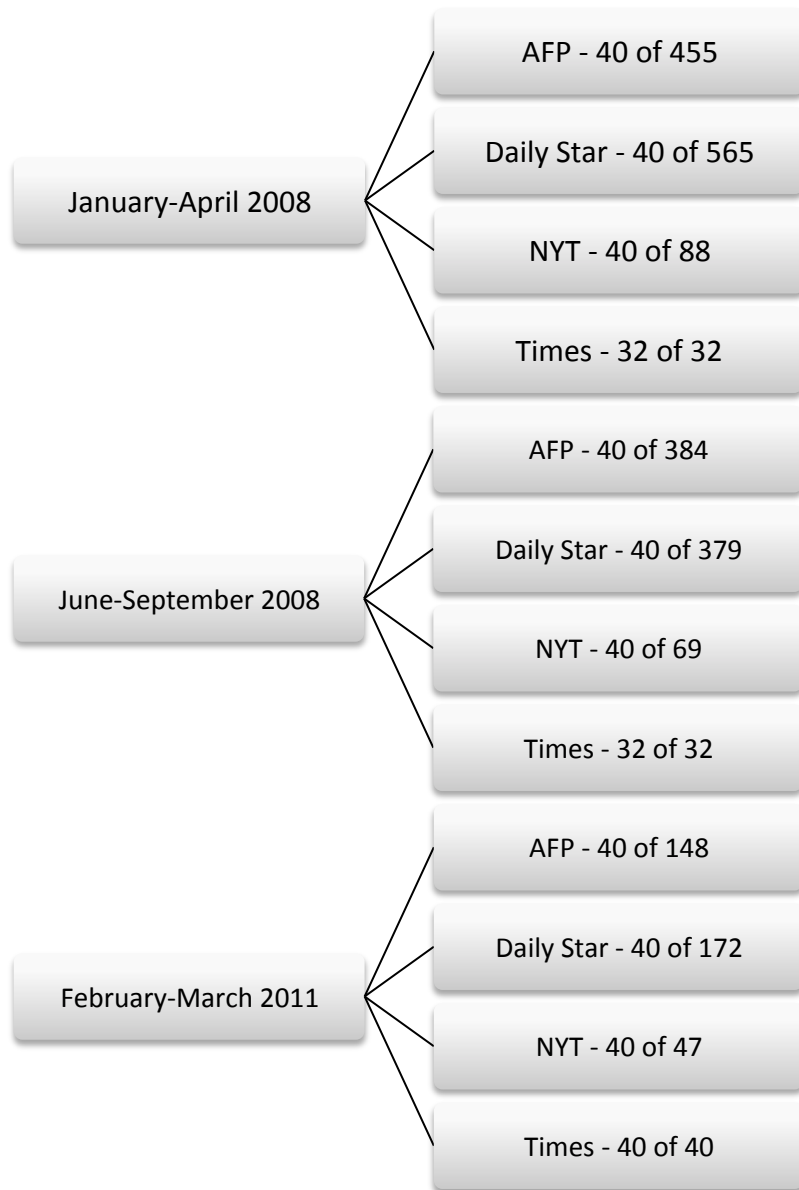 January-April 2008
AFP - 40 of 455
Daily Star - 40 of 565
NYT - 40 of 88
Times - 32 of 32
June-September 2008
AFP - 40 of 384
Daily Star - 40 of 379
NYT - 40 of 69
Times - 32 of 32
February-March 2011
AFP - 40 of 148
Daily Star - 40 of 172
NYT - 40 of 47
Times - 40 of 40